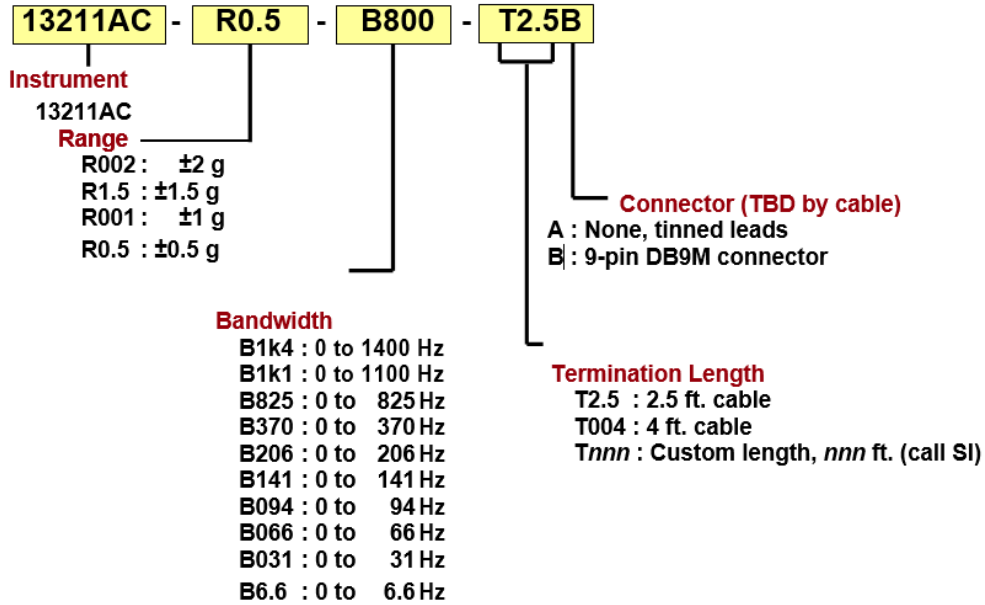 13211AC - R0.5 - B800 - T2.5B
Instrument
13211AC
Range
R002 : ±2 g
R1.5 : ±1.5 g
R001 : ±1 g
R0.5 : ±0.5 g
Connector (TBD by cable)
A : None, tinned leads
B : 9-pin DB9M connector
Bandwidth
B1k4 : 0 to 1400 Hz
B1k1 : 0 to 1100 Hz
B825 : 0 to 825 Hz
B370 : 0 to 370 Hz
B206 : 0 to 206 Hz
B141 : 0 to 141 Hz
B094 : 0 to 94 Hz
B066 : 0 to 66 Hz
B031 : 0 to 31 Hz
B6.6 : 0 to 6.6 Hz
Termination Length
T2.5 : 2.5 ft. cable
T004 : 4 ft. cable
Tnnn : Custom length, nnn ft. (call SI)